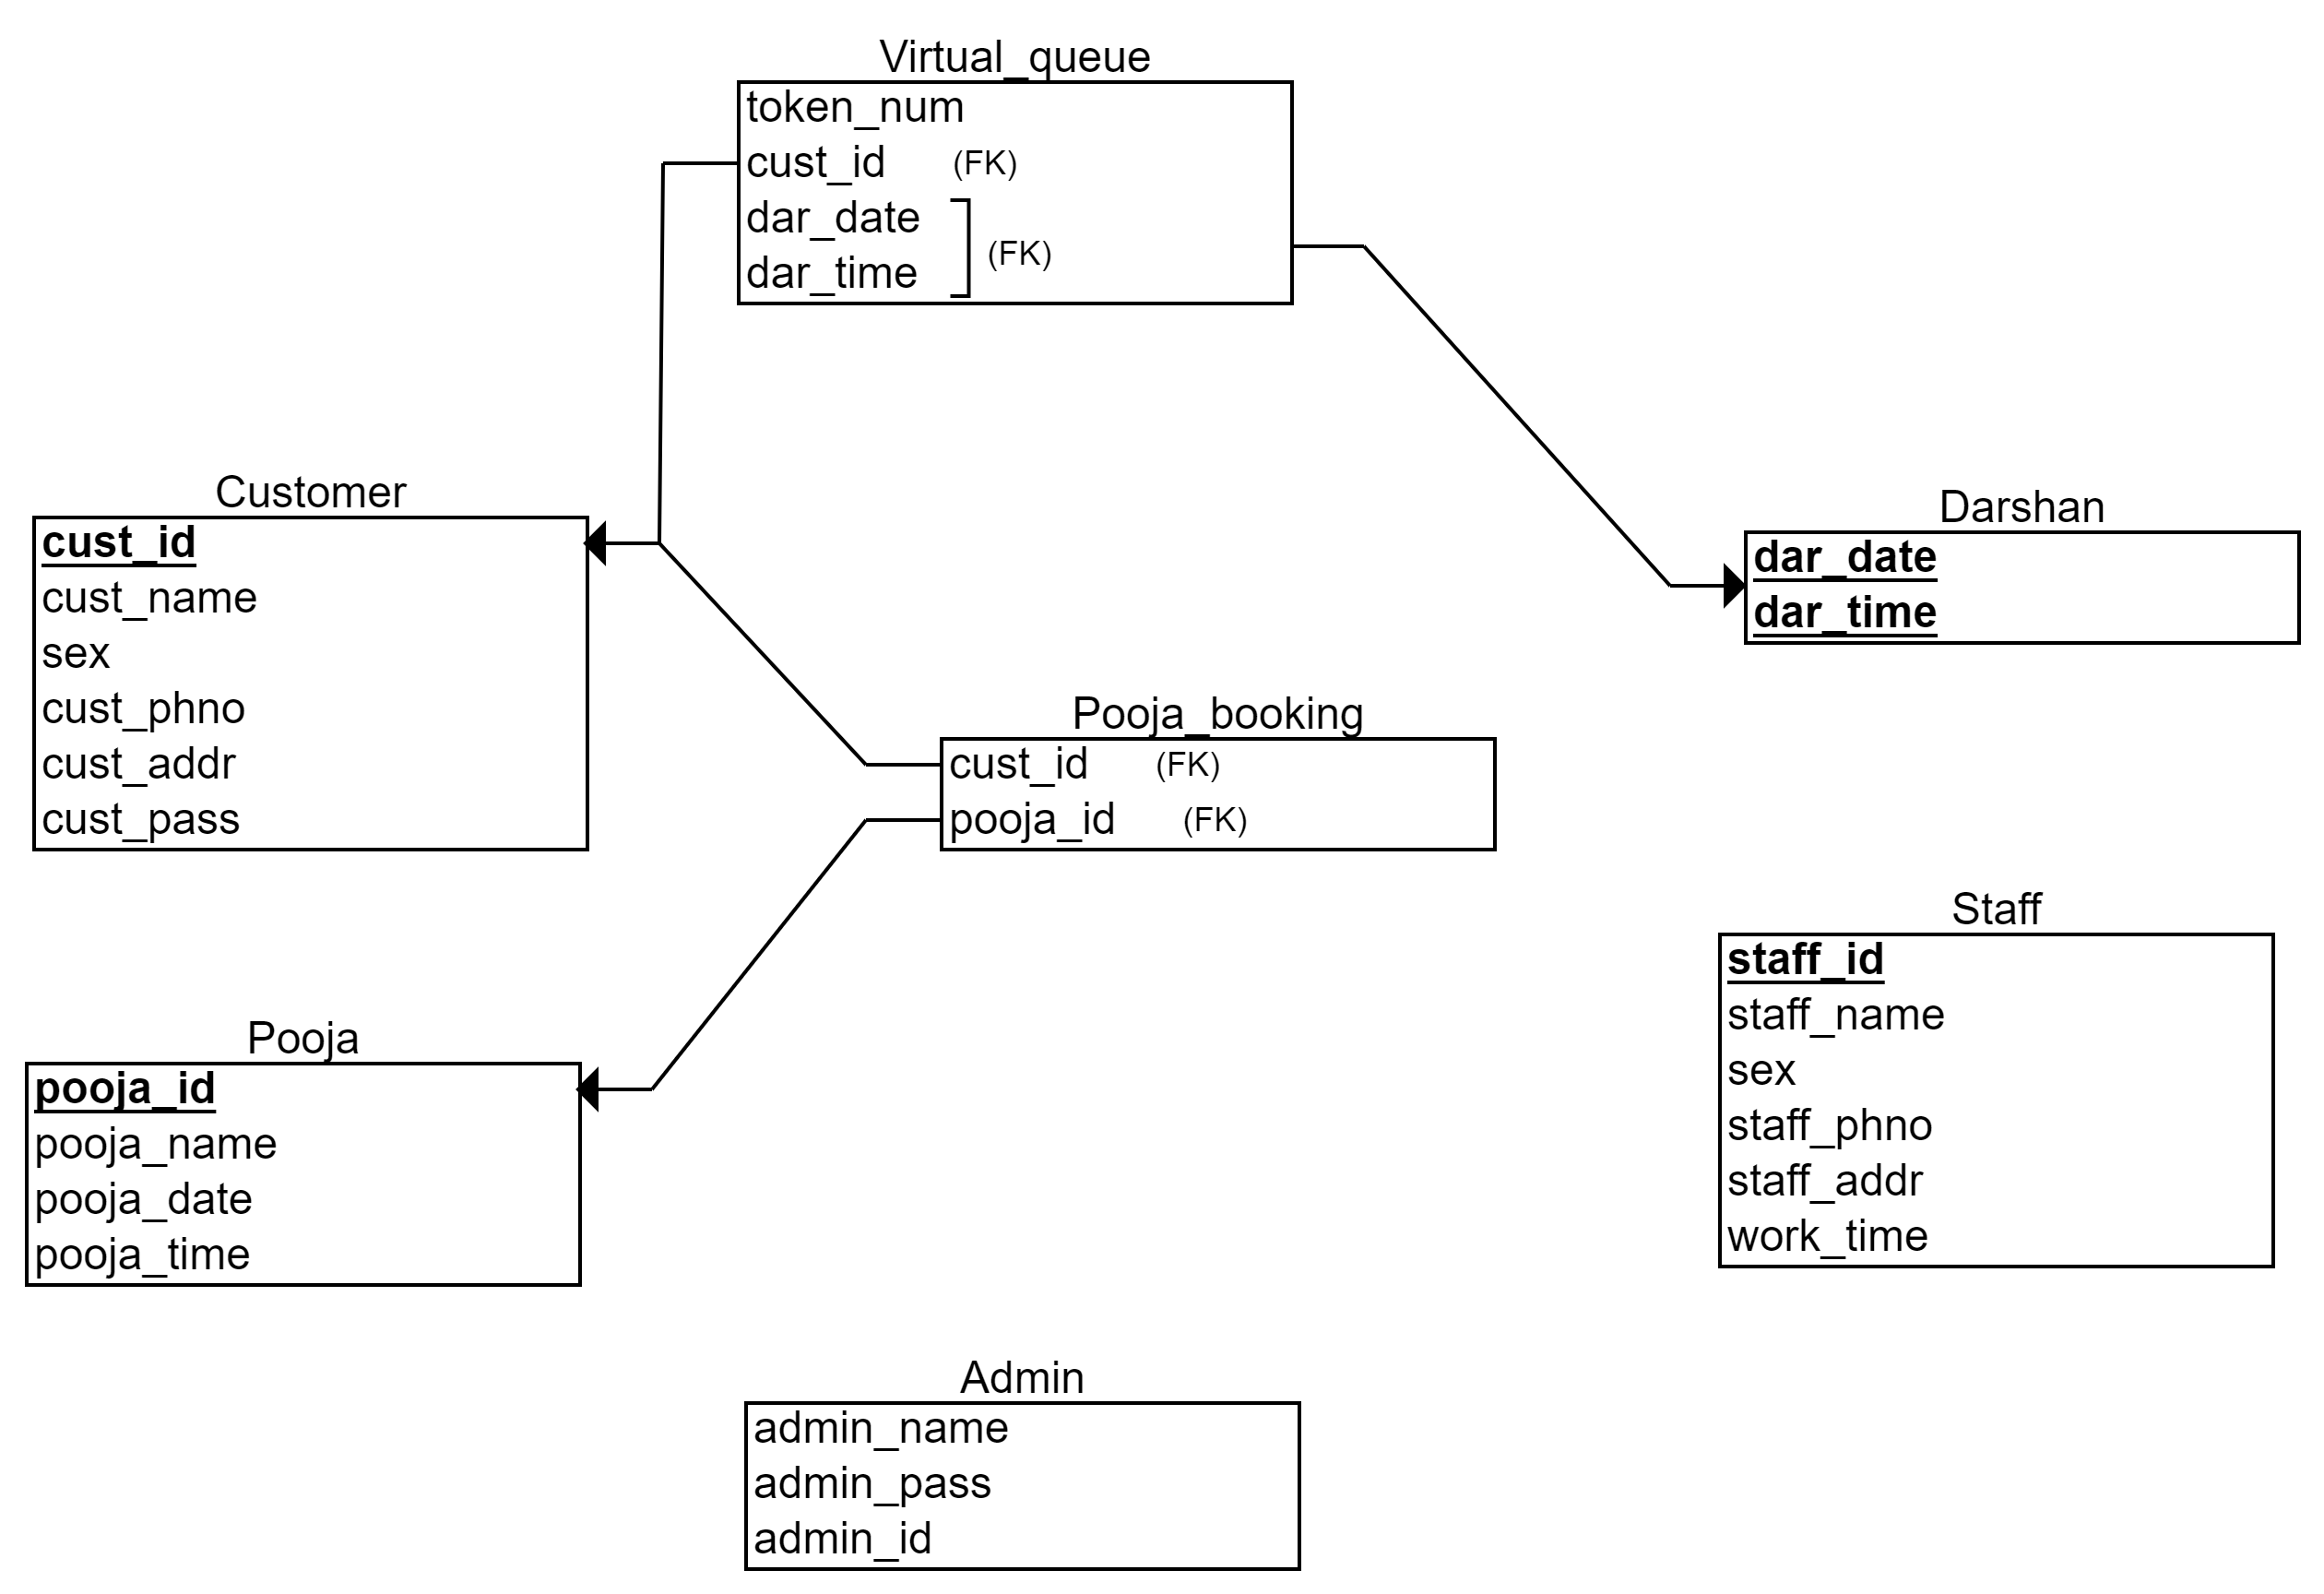 Virtual_queue
token_num
cust_id (FK)
dar_date
dar_time
(FK)
Customer
cust_id
cust_name
sex
cust_phno
cust_addr
cust_pass
Darshan
dar_date
dar_time
Pooja_booking
cust_id (FK)
pooja_id (FK)
Staff
staff_id
staff_name
sex
staff_phno
staff_addr
work_time
Pooja
pooja_id
pooja_name
pooja_date
pooja_time
Admin
admin_name
admin_pass
admin_id